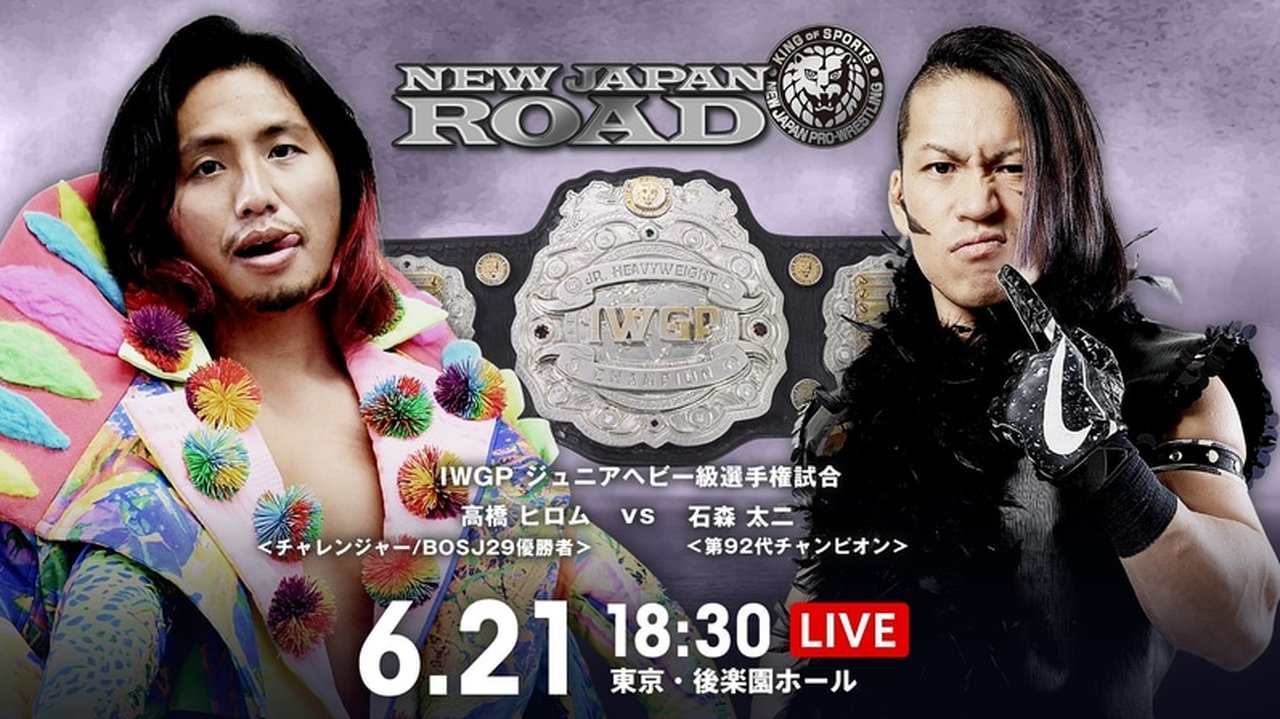 NEW JAPAN
ROAD
KING OF SPORTS
NEW JAPAN PRO-WRESTLING
JR. HEAVYWEIGHT
IWGP
CHAMPION
IWGP ジュニアヘビー級選手権試合
高橋 ヒロム vs 石森 太二
<チャレンジャー/BOSJ29優勝者> <第92代チャンピオン>
6.21 18:30 LIVE
東京・後楽園ホール